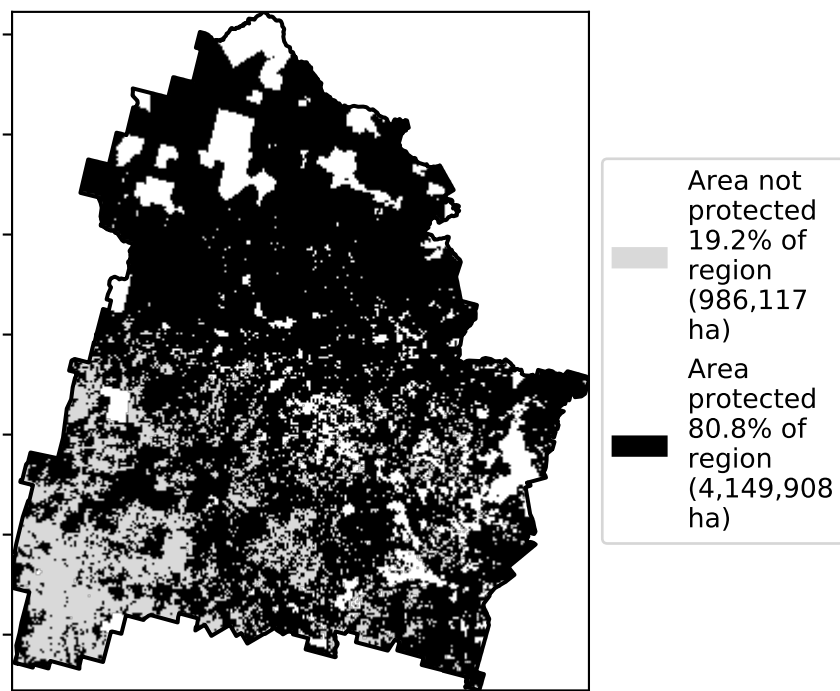 Area not
protected
19.2% of
region
(986,117
ha)
Area
protected
80.8% of
region
(4,149,908
ha)